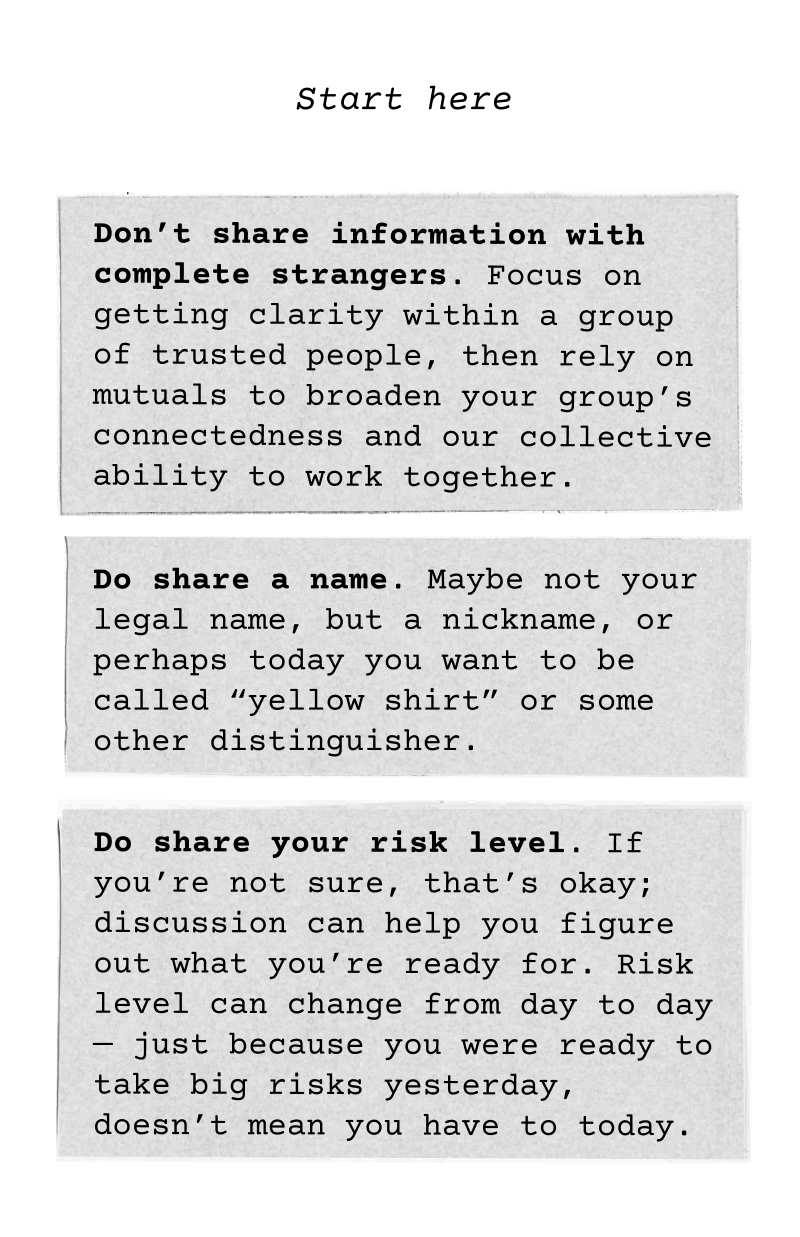 Start here
Don’t share information with
complete strangers. Focus on
getting clarity within a group
of trusted people, then rely on
mutuals to broaden your group’s
connectedness and our collective
ability to work together.
Do share a name. Maybe not your
legal name, but a nickname, or
perhaps today you want to be
called “yellow shirt” or some
other distinguisher.
Do share your risk level. If
you’re not sure, that’s okay;
discussion can help you figure
out what you’re ready for. Risk
level can change from day to day
— just because you were ready to
take big risks yesterday,
doesn’t mean you have to today.